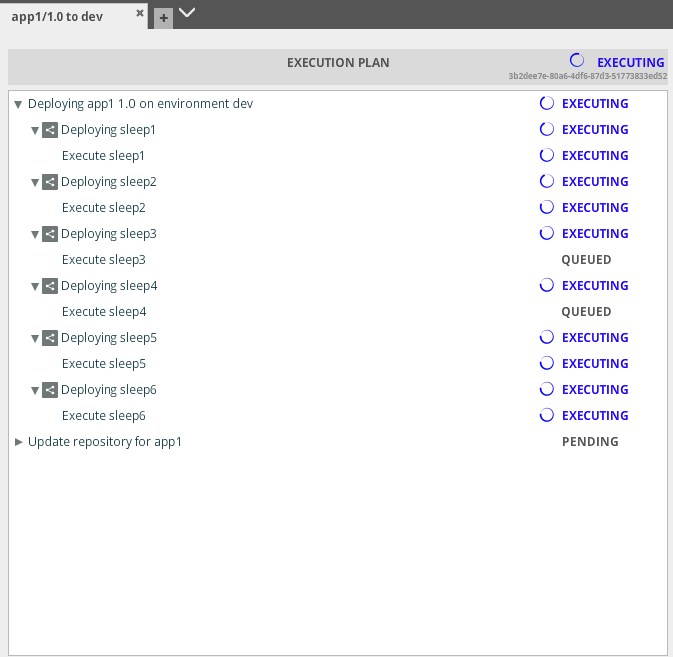 app1/1.0 to dev
EXECUTION PLAN EXECUTING
3b2dee7e-80a6-4df6-87d3-51773833ed52
Deploying app1 1.0 on environment dev EXECUTING
Deploying sleep1 EXECUTING
Execute sleep1 EXECUTING
Deploying sleep2 EXECUTING
Execute sleep2 EXECUTING
Deploying sleep3 EXECUTING
Execute sleep3 QUEUED
Deploying sleep4 EXECUTING
Execute sleep4 QUEUED
Deploying sleep5 EXECUTING
Execute sleep5 EXECUTING
Deploying sleep6 EXECUTING
Execute sleep6 EXECUTING
Update repository for app1 PENDING